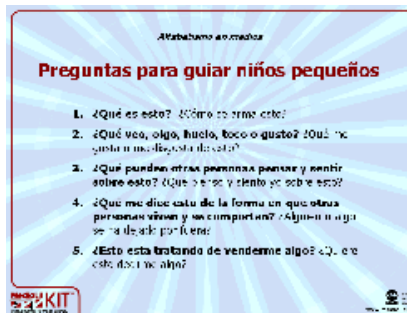 Alfabetismo en medios
Preguntas para guiar niños pequeños
1. ¿Qué es esto? ¿Cómo se arma esto?
2. ¿Qué veo, oigo, huelo, toco o gusto? ¿Qué me
gusta o me disgusta de esto?
3. ¿Qué pueden otras personas pensar y sentir
sobre esto? ¿Qué pienso y siento yo sobre esto?
4. ¿Qué me dice esto de la forma en que otras
personas viven y se comportan? ¿Alguien o algo
se ha dejado por fuera?
5. ¿Esto esta tratando de venderme algo? ¿Quiere
esto decirme algo?
KIT